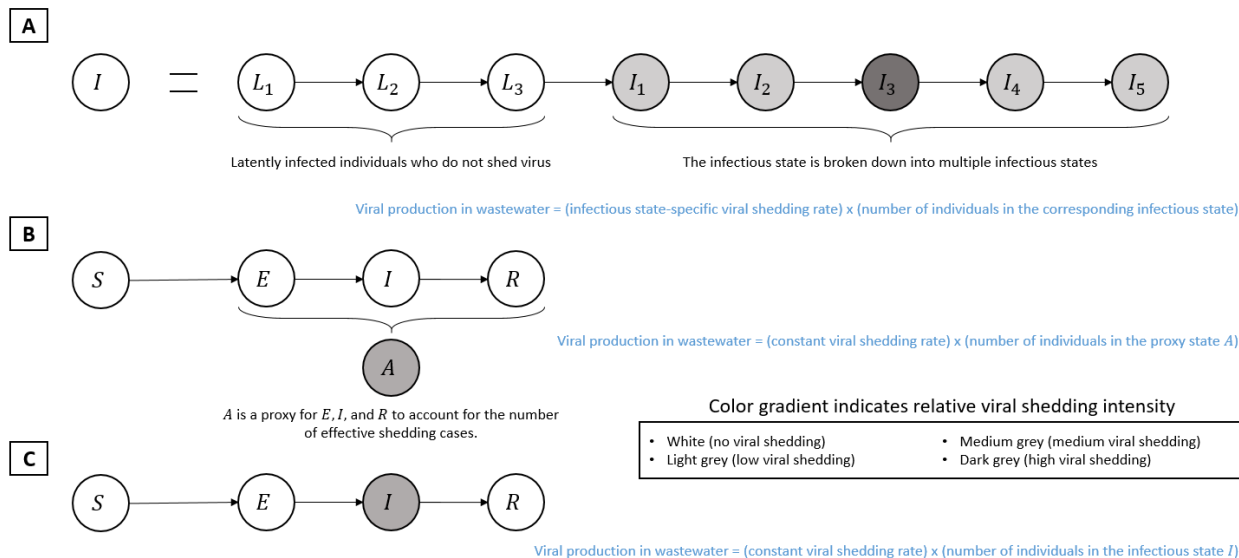 A
I = L1 L2 L3 I1 I2 I3 I4 I5
Latently infected individuals who do not shed virus
The infectious state is broken down into multiple infectious states
Viral production in wastewater = (infectious state-specific viral shedding rate) x (number of individuals in the corresponding infectious state)
B
S E I R
Viral production in wastewater = (constant viral shedding rate) x (number of individuals in the proxy state A)
A
A is a proxy for E, I, and R to account for the number
of effective shedding cases.
Color gradient indicates relative viral shedding intensity
• White (no viral shedding)
• Light grey (low viral shedding)
• Medium grey (medium viral shedding)
• Dark grey (high viral shedding)
C
S E I R
Viral production in wastewater = (constant viral shedding rate) x (number of individuals in the infectious state I)